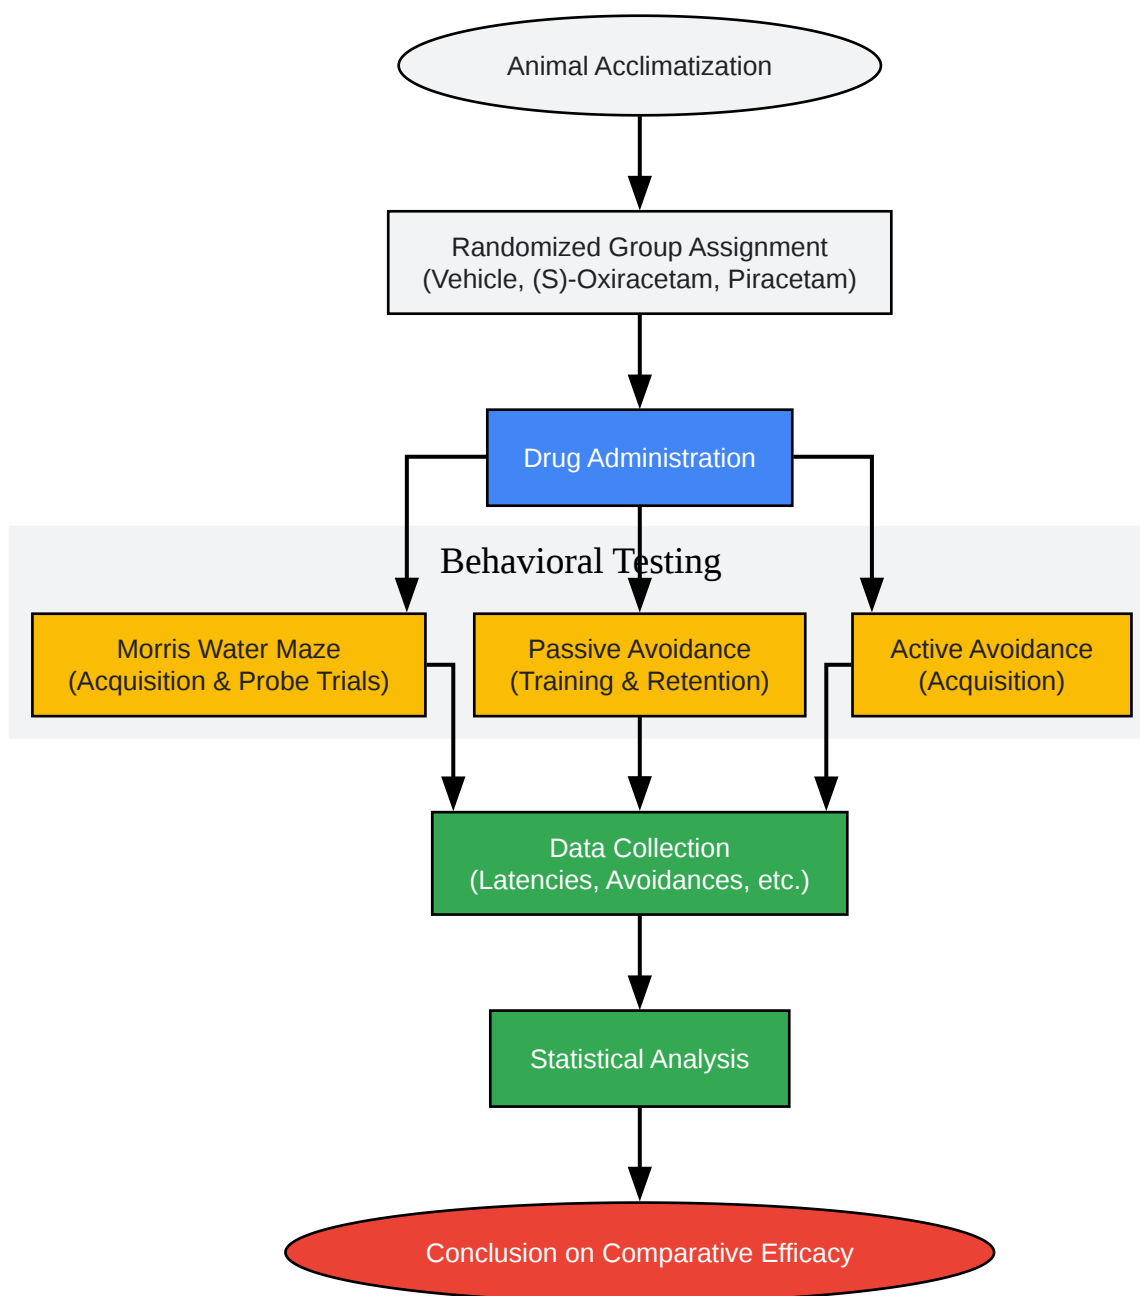 Animal Acclimatization
Randomized Group Assignment
(Vehicle, (S)-Oxiracetam, Piracetam)
Drug Administration
Behavioral Testing
Morris Water Maze
(Acquisition & Probe Trials)
Passive Avoidance
(Training & Retention)
Active Avoidance
(Acquisition)
Data Collection
(Latencies, Avoidances, etc.)
Statistical Analysis
Conclusion on Comparative Efficacy